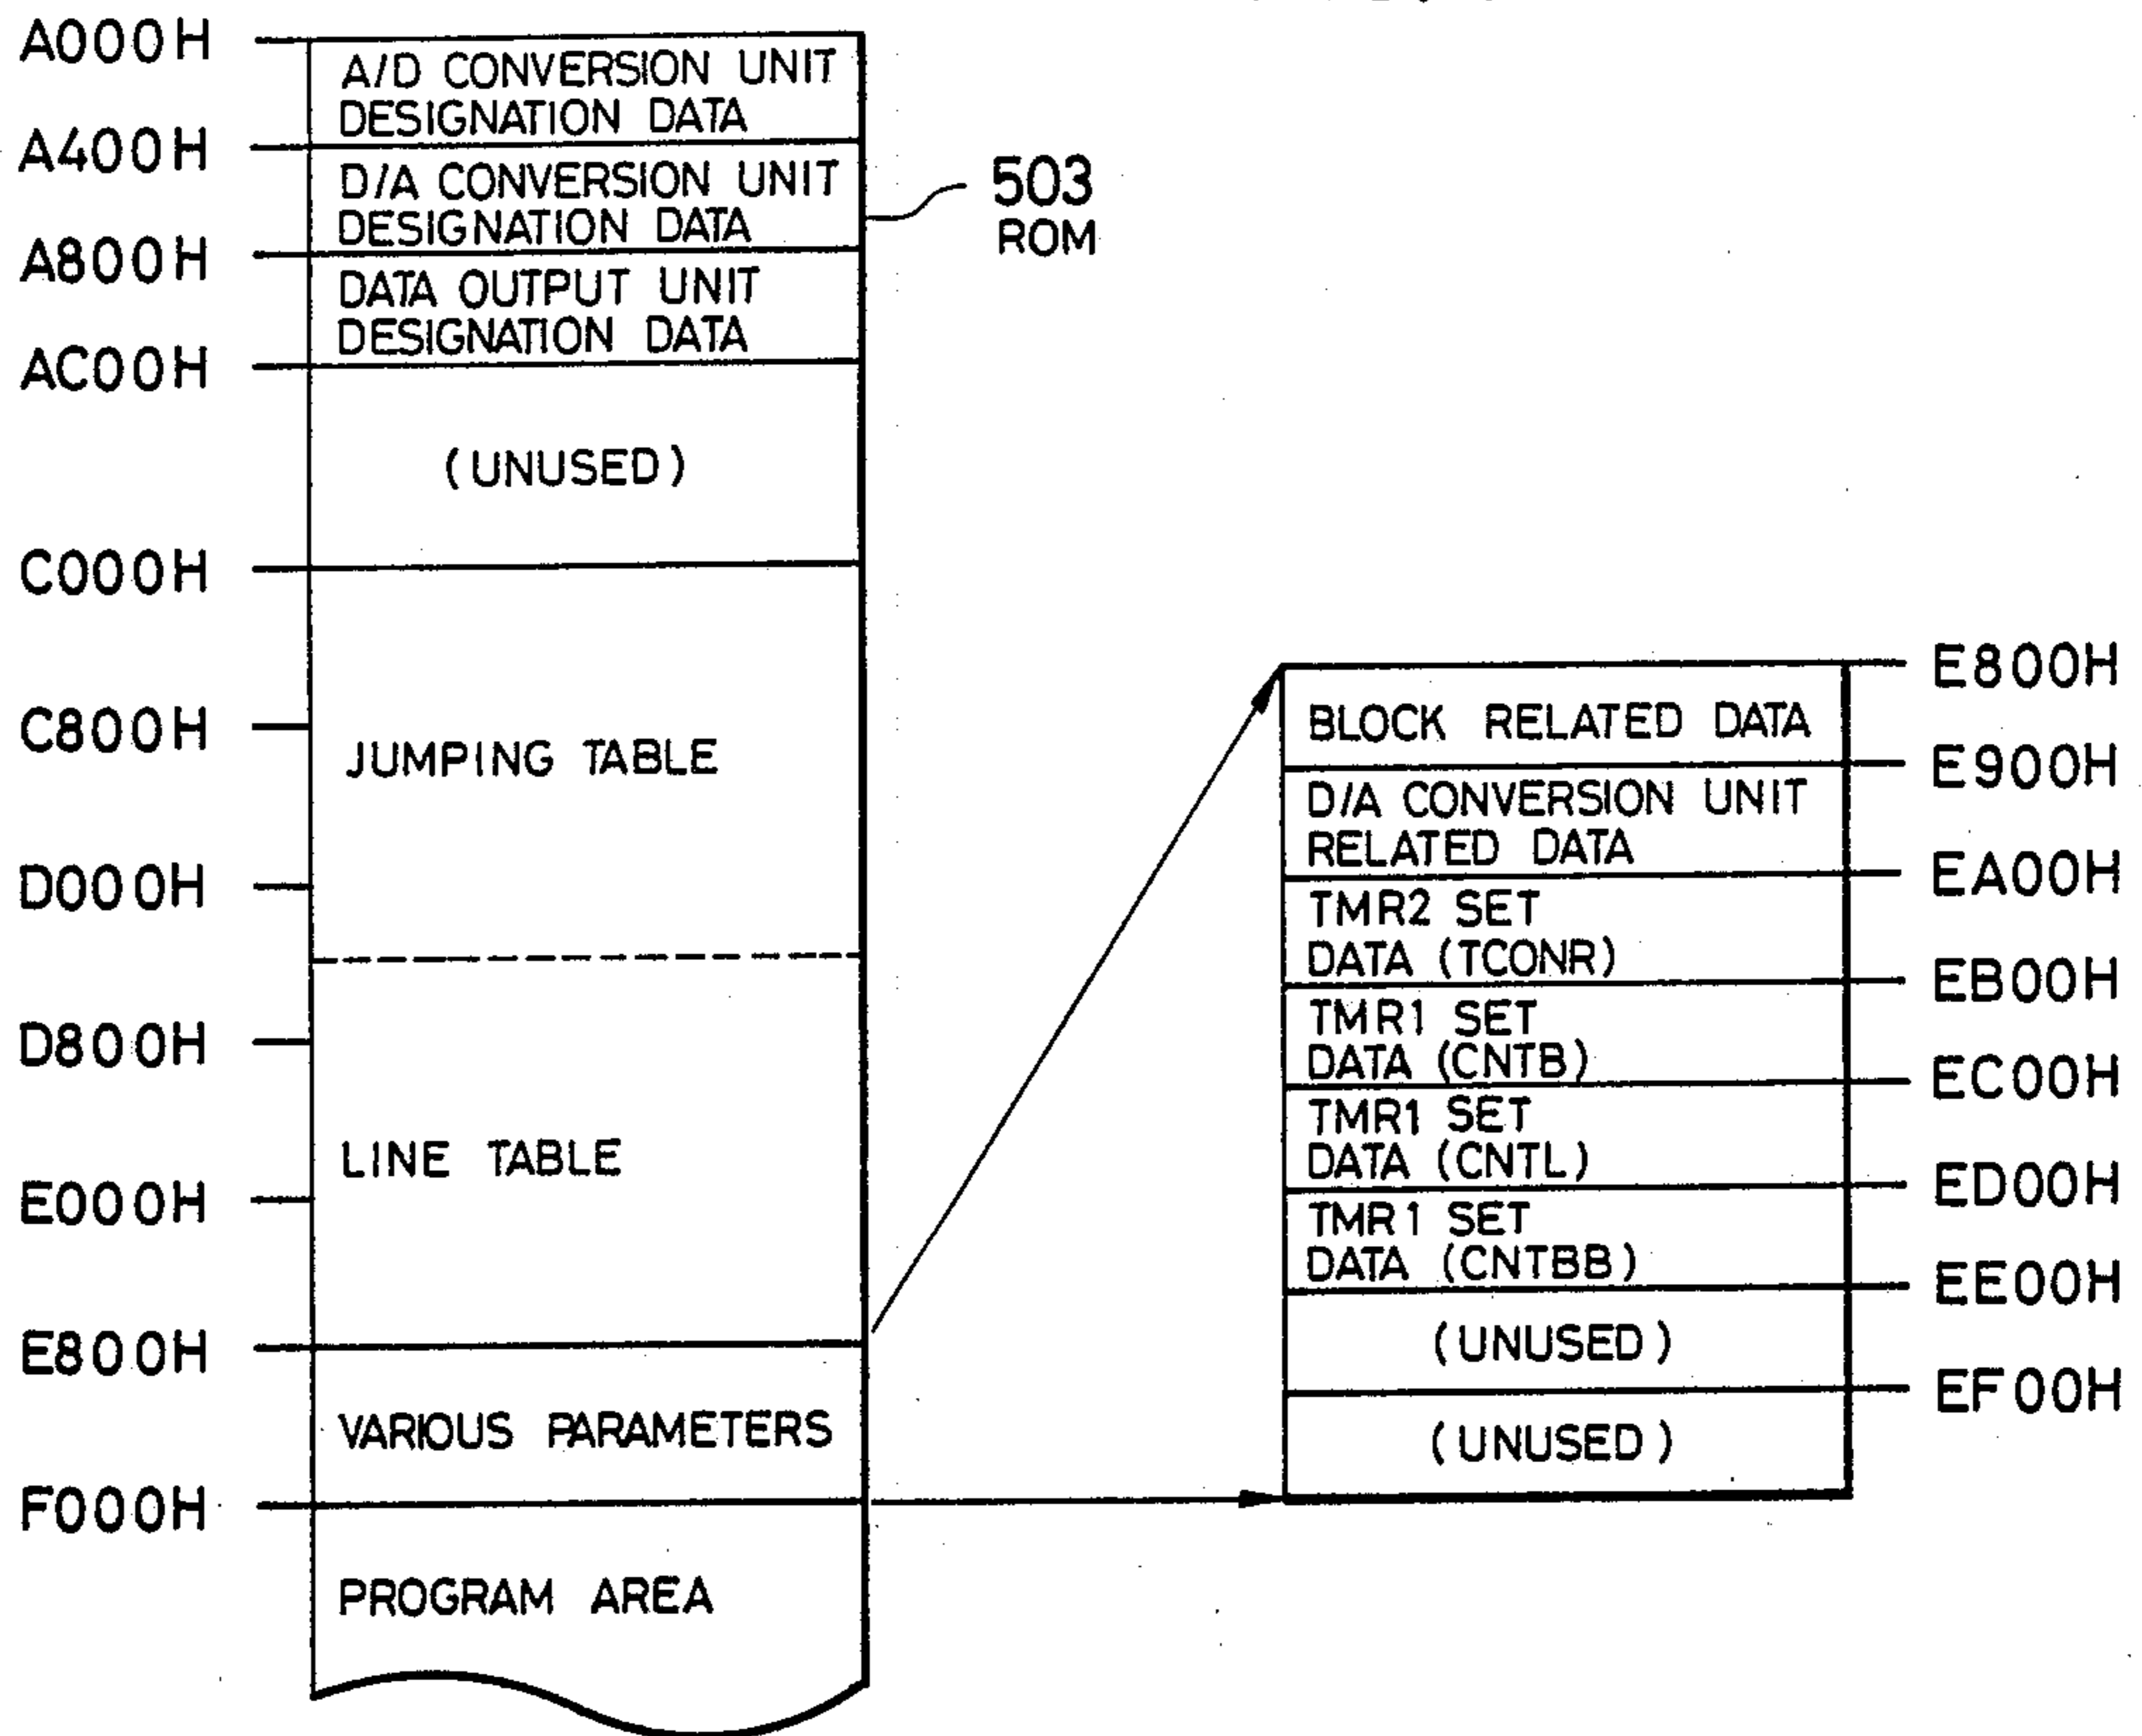 A000H
A/D CONVERSION UNIT
DESIGNATION DATA
A400H
D/A CONVERSION UNIT
DESIGNATION DATA
503
ROM
A800H
DATA OUTPUT UNIT
DESIGNATION DATA
AC00H
(UNUSED)
C000H
C800H
JUMPING TABLE
D000H
D800H
LINE TABLE
E000H
E800H
VARIOUS PARAMETERS
F000H
PROGRAM AREA
E800H
BLOCK RELATED DATA
E900H
D/A CONVERSION UNIT
RELATED DATA
EA00H
TMR2 SET
DATA (TCONR)
EB00H
TMR1 SET
DATA (CNTB)
EC00H
TMR1 SET
DATA (CNTL)
ED00H
TMR1 SET
DATA (CNTBB)
EE00H
(UNUSED)
EF00H
(UNUSED)